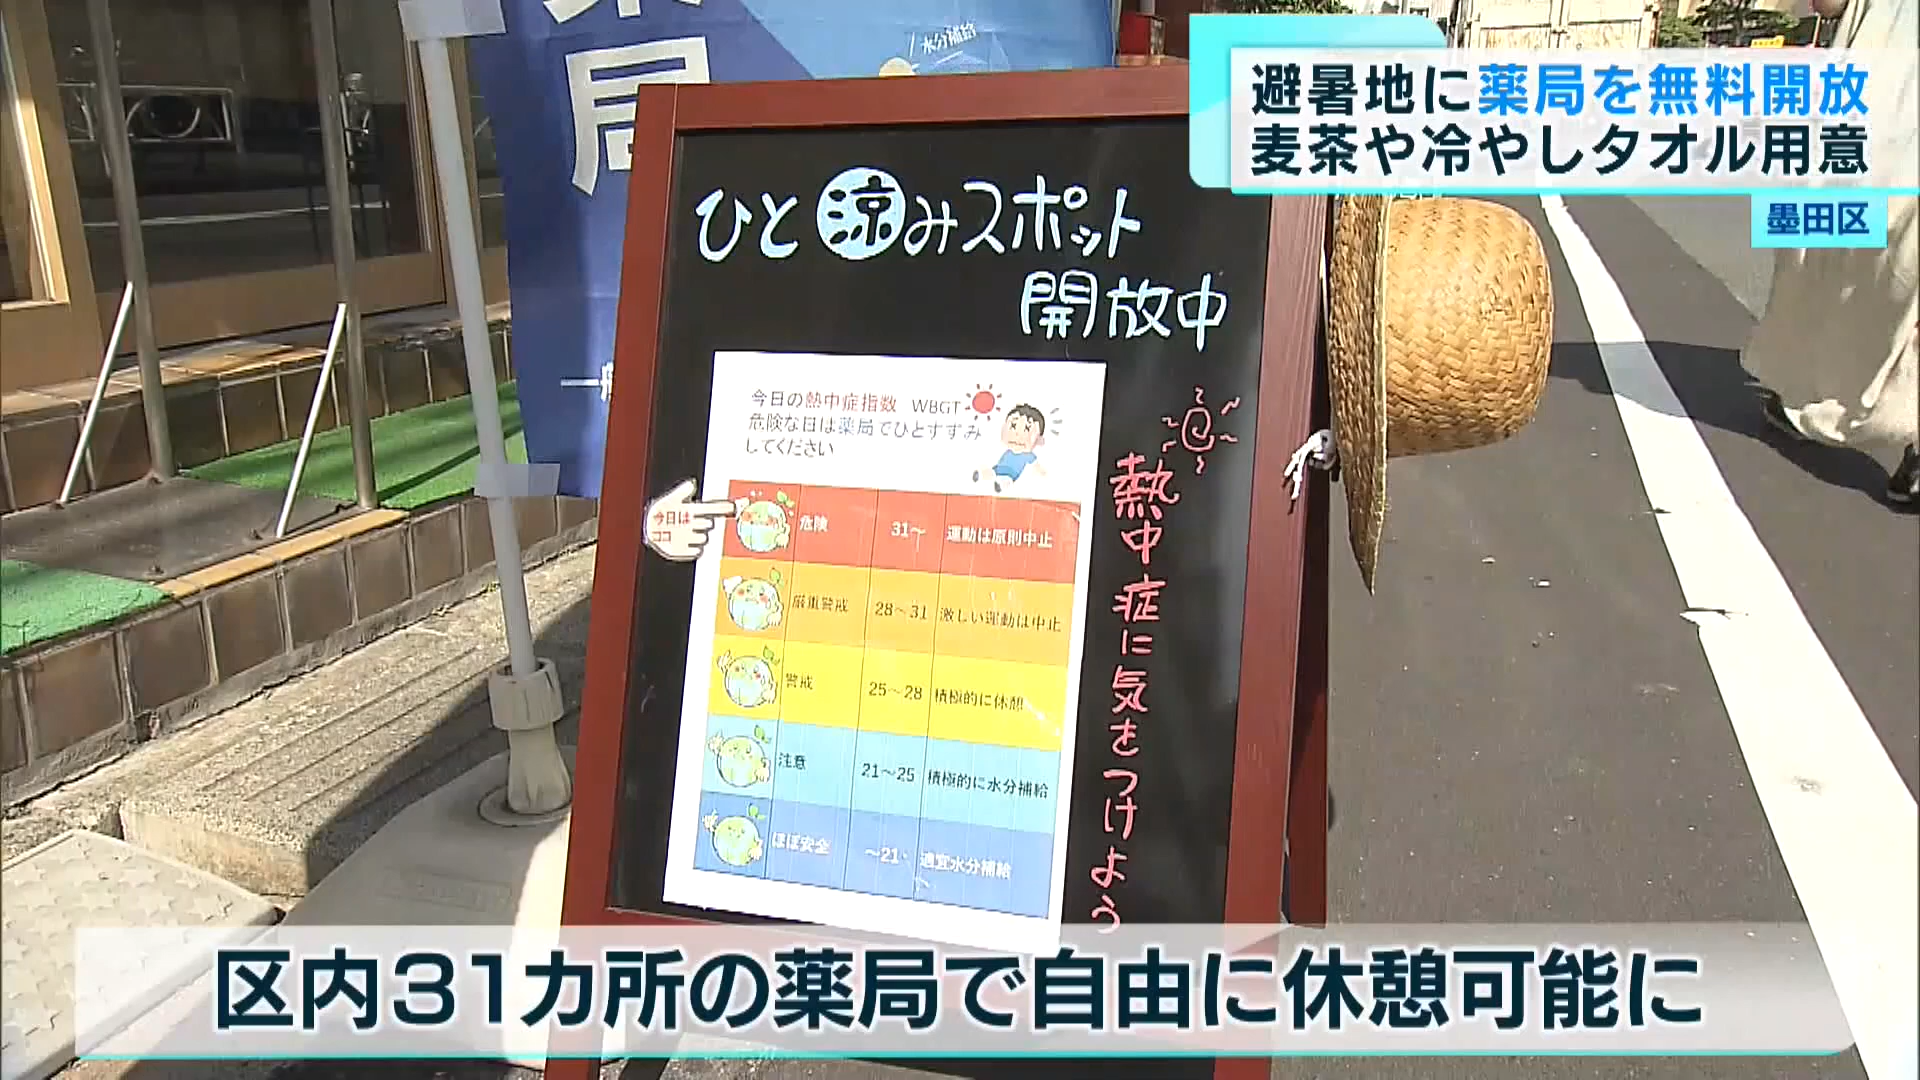 避暑地に薬局を無料開放
麦茶や冷やしタオル用意
墨田区
水分補給
薬局
ひと涼みスポット
開放中
今日の熱中症指数 WBGT
危険な日は薬局でひとすずみ
してください
今日は
ココ
危険 31～ 運動は原則中止
厳重警戒 28～31 激しい運動は中止
警戒 25～28 積極的に休憩
注意 21～25 積極的に水分補給
ほぼ安全 ～21 適宜水分補給
熱中症に気をつけよう
区内31カ所の薬局で自由に休憩可能に